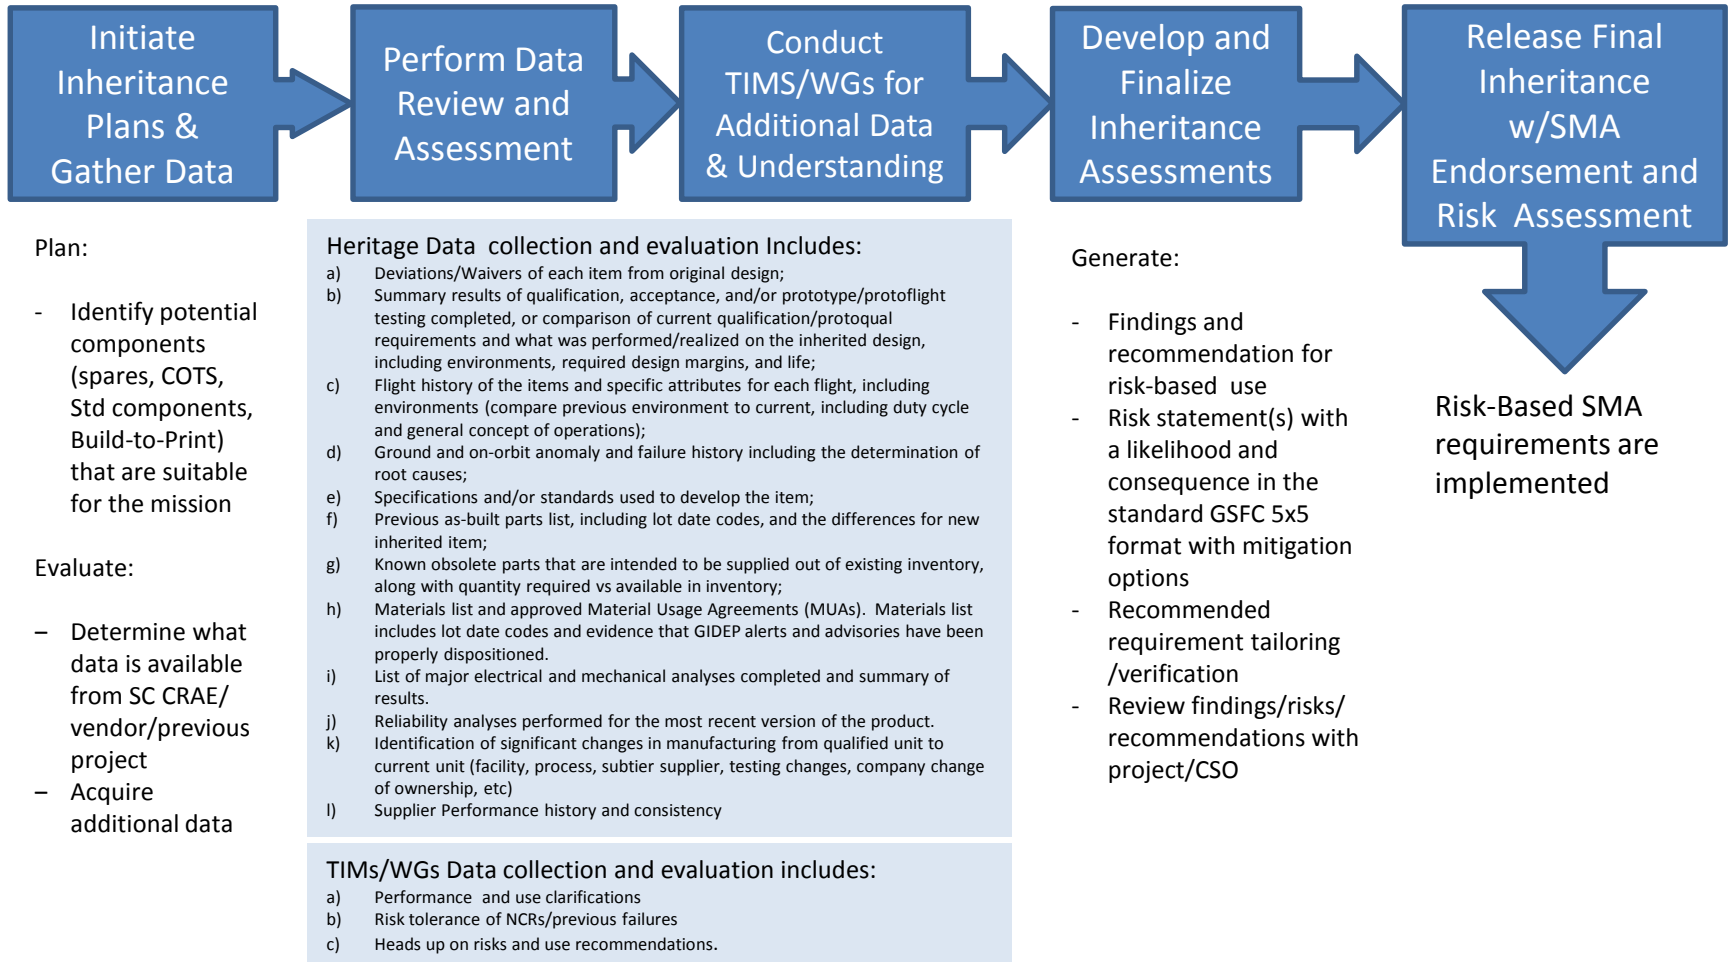 Initiate
Inheritance
Plans &
Gather Data
Perform Data
Review and
Assessment
Conduct
TIMS/WGs for
Additional Data
& Understanding
Develop and
Finalize
Inheritance
Assessments
Release Final
Inheritance
w/SMA
Endorsement and
Risk Assessment
Plan:
- Identify potential
components
(spares, COTS,
Std components,
Build-to-Print)
that are suitable
for the mission
Evaluate:
– Determine what
data is available
from SC CRAE/
vendor/previous
project
– Acquire
additional data
Heritage Data collection and evaluation Includes:
a) Deviations/Waivers of each item from original design;
b) Summary results of qualification, acceptance, and/or prototype/protoflight
testing completed, or comparison of current qualification/protoqual
requirements and what was performed/realized on the inherited design,
including environments, required design margins, and life;
c) Flight history of the items and specific attributes for each flight, including
environments (compare previous environment to current, including duty cycle
and general concept of operations);
d) Ground and on-orbit anomaly and failure history including the determination of
root causes;
e) Specifications and/or standards used to develop the item;
f) Previous as-built parts list, including lot date codes, and the differences for new
inherited item;
g) Known obsolete parts that are intended to be supplied out of existing inventory,
along with quantity required vs available in inventory;
h) Materials list and approved Material Usage Agreements (MUAs). Materials list
includes lot date codes and evidence that GIDEP alerts and advisories have been
properly dispositioned.
i) List of major electrical and mechanical analyses completed and summary of
results.
j) Reliability analyses performed for the most recent version of the product.
k) Identification of significant changes in manufacturing from qualified unit to
current unit (facility, process, subtier supplier, testing changes, company change
of ownership, etc)
l) Supplier Performance history and consistency
TIMs/WGs Data collection and evaluation includes:
a) Performance and use clarifications
b) Risk tolerance of NCRs/previous failures
c) Heads up on risks and use recommendations.
Generate:
- Findings and
recommendation for
risk-based use
- Risk statement(s) with
a likelihood and
consequence in the
standard GSFC 5x5
format with mitigation
options
- Recommended
requirement tailoring
/verification
- Review findings/risks/
recommendations with
project/CSO
Risk-Based SMA
requirements are
implemented